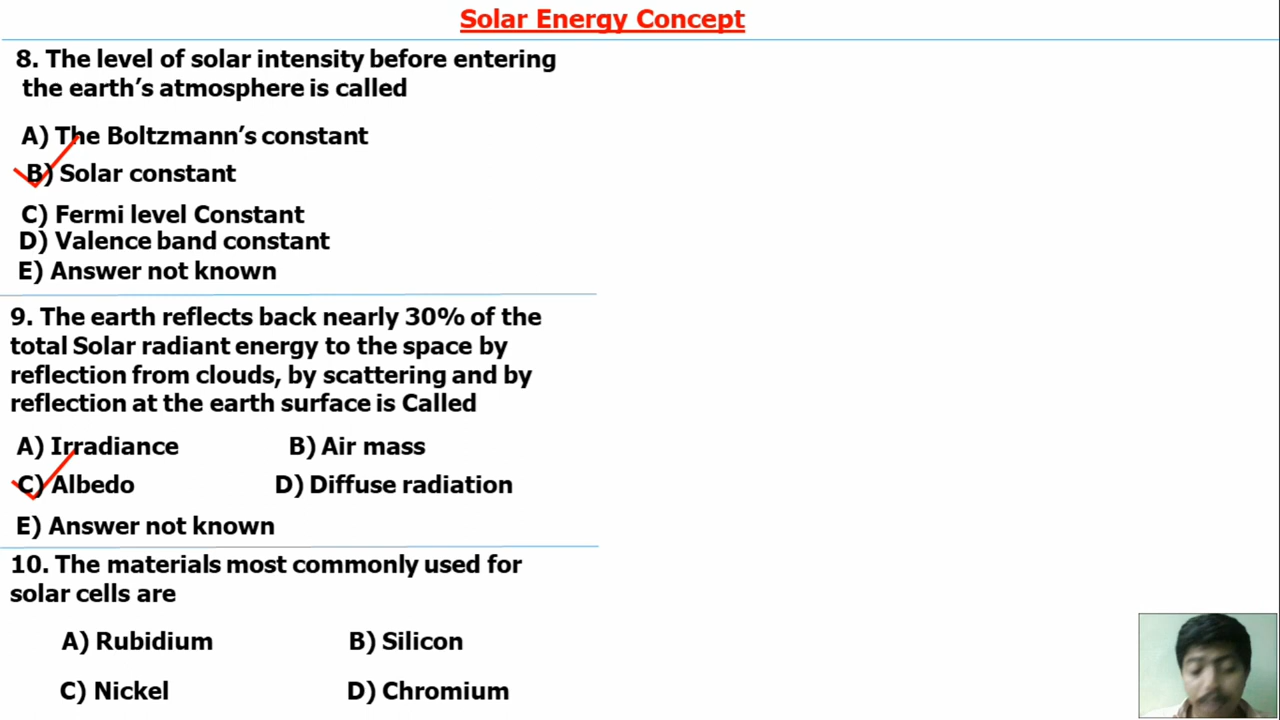 Solar Energy Concept
8. The level of solar intensity before entering
the earth's atmosphere is called
A) The Boltzmann's constant
B) Solar constant
C) Fermi level Constant
D) Valence band constant
E) Answer not known
9. The earth reflects back nearly 30% of the
total Solar radiant energy to the space by
reflection from clouds, by scattering and by
reflection at the earth surface is Called
A) Irradiance B) Air mass
C) Albedo D) Diffuse radiation
E) Answer not known
10. The materials most commonly used for
solar cells are
A) Rubidium B) Silicon
C) Nickel D) Chromium